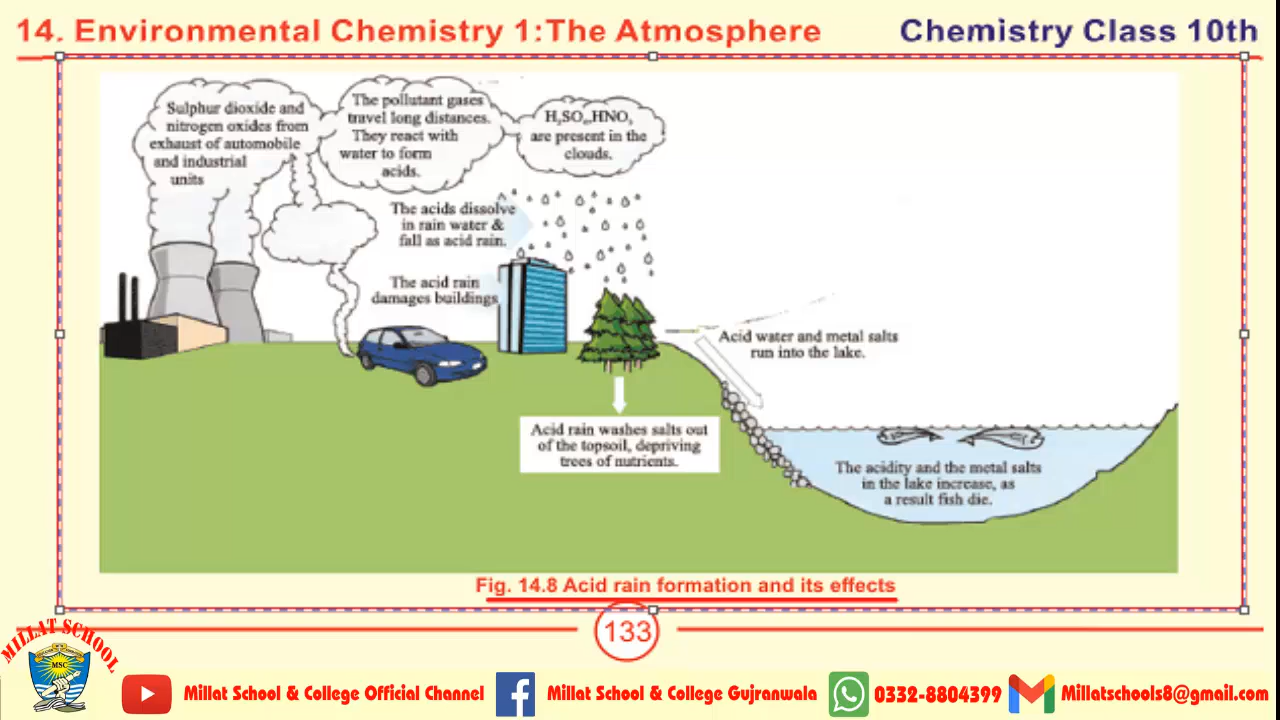 14. Environmental Chemistry 1:The Atmosphere
Chemistry Class 10th
Sulphur dioxide and
nitrogen oxides from
exhaust of automobile
and industrial
units
The pollutant gases
travel long distances.
They react with
water to form
acids.
H₂SO₄,HNO₃
are present in the
clouds.
The acids dissolve
in rain water &
fall as acid rain.
The acid rain
damages buildings
Acid water and metal salts
run into the lake.
Acid rain washes salts out
of the topsoil, depriving
trees of nutrients.
The acidity and the metal salts
in the lake increase, as
a result fish die.
Fig. 14.8 Acid rain formation and its effects
133
MILLAT SCHOOL
MSC
Millat School & College Official Channel
Millat School & College Gujranwala
0332-8804399
Millatschools8@gmail.com